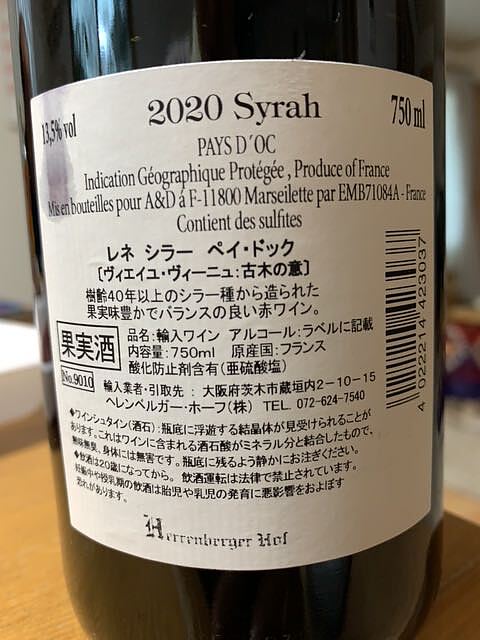 2020 Syrah
13,5% vol
750 ml
PAYS D´OC
Indication Géographique Protégée, Produce of France
Mis en bouteilles pour A&D á F-11800 Marseilette par EMB71084A - France
Contient des sulfites
レネ シラー ペイ・ドック
〔ヴィエイユ・ヴィーニュ:古木の意〕
樹齢40年以上のシラー種から造られた
果実味豊かでバランスの良い赤ワイン。
果実酒
品名:輸入ワイン アルコール:ラベルに記載
内容量:750ml 原産国:フランス
酸化防止剤含有(亜硫酸塩)
No.9010
輸入業者・引取先 : 大阪府茨木市蔵垣内2-10-15
ヘレンベルガー・ホーフ(株) TEL. 072-624-7540
◆ワインシュタイン(酒石):瓶底に浮遊する結晶体が見受けられることが
あります。これはワインに含まれる酒石酸がミネラル分と結合したもので、
無味無臭、身体には無害です。瓶底に残るよう静かにお注ぎください。
◆飲酒は20歳になってから。飲酒運転は法律で禁止されています。
妊娠中や授乳期の飲酒は胎児や乳児の発育に悪影響をおよぼす
恐れがあります。
Herrenberger Hof
4 022214 423037